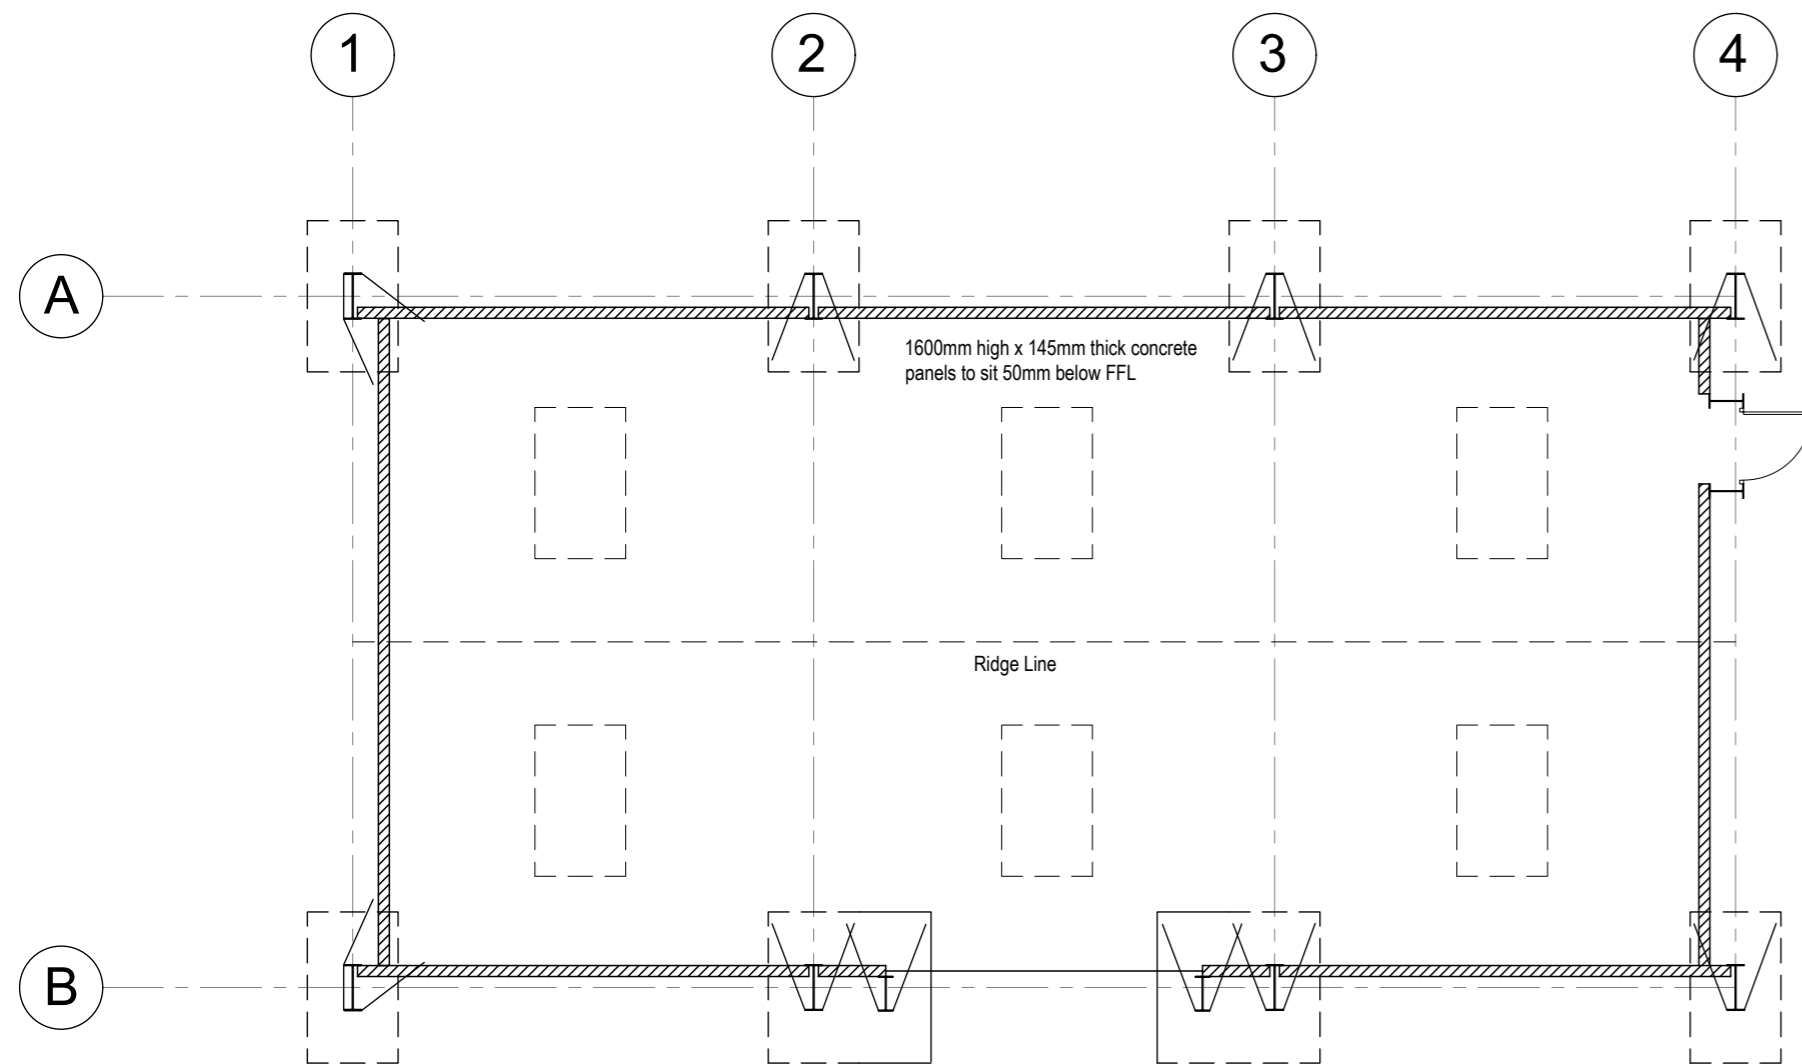 1
2
3
4
A
1600mm high x 145mm thick concrete
panels to sit 50mm below FFL
Ridge Line
B